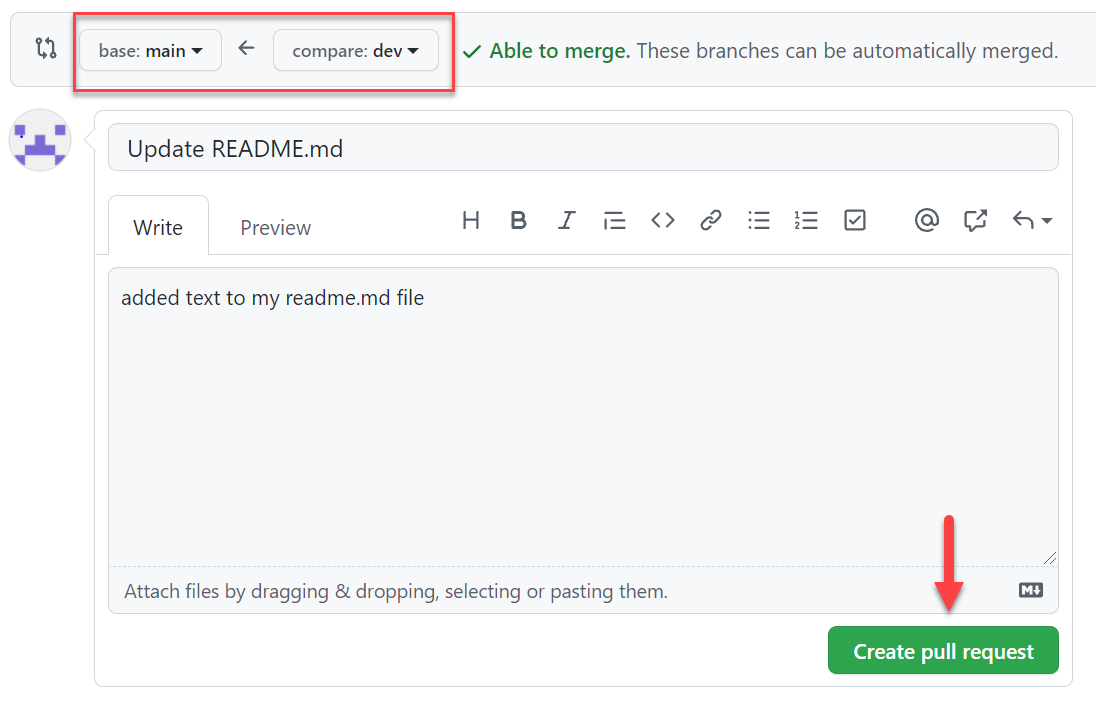 base: main compare: dev Able to merge. These branches can be automatically merged.
Update README.md
Write Preview
added text to my readme.md file
Attach files by dragging & dropping, selecting or pasting them.
Create pull request